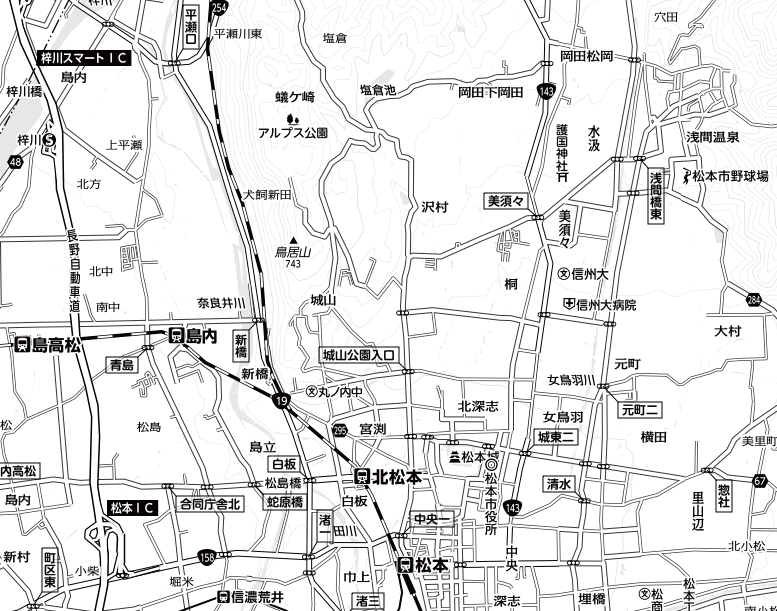 梓川
平瀬口
254
平瀬川東
塩倉
穴田
梓川スマートIC
島内
岡田松岡
梓川橋
蟻ケ崎
塩倉池
岡田下岡田
143
アルプス公園
護国神社
水汲
浅間温泉
梓川
上平瀬
48
北方
松本市野球場
浅間橋東
犬飼新田
沢村
美須々
美須々
長野自動車道
鳥居山
743
北中
桐
信州大
南中
奈良井川
城山
信州大病院
284
島高松
島内
新橋
大村
青島
城山公園入口
元町
新橋
女鳥羽川
19
丸ノ内中
北深志
元町二
松
松島
295
宮渕
女鳥羽
城東二
横田
美里町
島立
白板
松本城
内高松
北松本
松島橋
清水
惣社
67
島内
合同庁舎北
蛇原橋
白板
松本市役所
里山辺
松本IC
渚一
田川
中央一
143
新村
町区東
小柴
158
松本
中央
北小松
堀米
巾上
信濃荒井
渚三
深志
埋橋
松商
松本
南小松